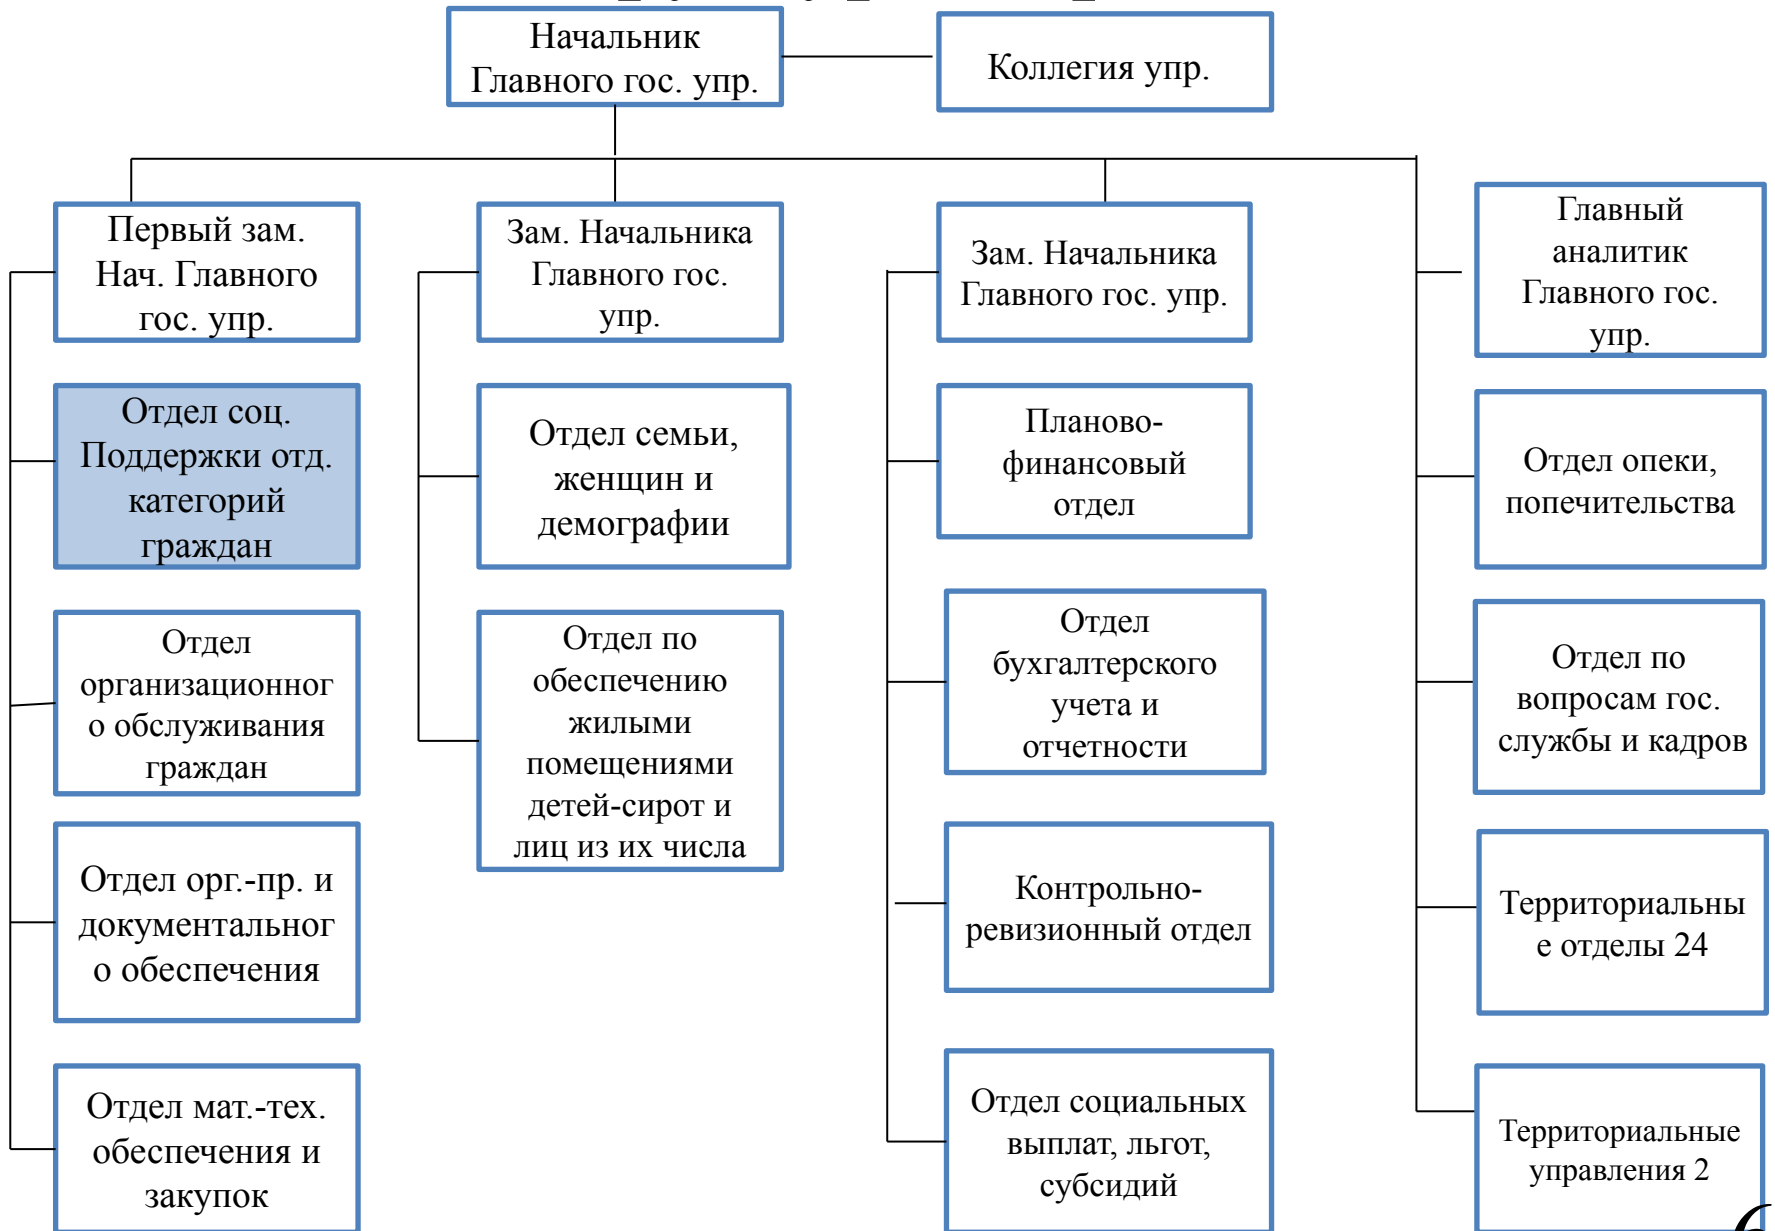 Начальник
Главного гос. упр.
Коллегия упр.
Первый зам.
Нач. Главного
гос. упр.
Зам. Начальника
Главного гос.
упр.
Зам. Начальника
Главного гос. упр.
Главный
аналитик
Главного гос.
упр.
Отдел соц.
Поддержки отд.
категорий
граждан
Отдел семьи,
женщин и
демографии
Планово-
финансовый
отдел
Отдел опеки,
попечительства
Отдел
организационног
о обслуживания
граждан
Отдел по
обеспечению
жилыми
помещениями
детей-сирот и
лиц из их числа
Отдел
бухгалтерского
учета и
отчетности
Отдел по
вопросам гос.
службы и кадров
Отдел орг.-пр. и
документальног
о обеспечения
Контрольно-
ревизионный отдел
Территориальны
е отделы 24
Отдел мат.-тех.
обеспечения и
закупок
Отдел социальных
выплат, льгот,
субсидий
Территориальные
управления 2